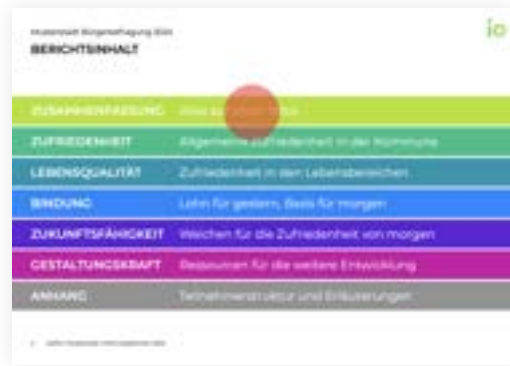 Musterstadt Bürgerbefragung
io
BERICHTSINHALT
ZUSAMMENFASSUNG
ZUFRIEDENHEIT Allgemeine Zufriedenheit in der Kommune
LEBENSQUALITÄT Zufriedenheit in den Lebensbereichen
BINDUNG Lohn für gestern, Basis für morgen
ZUKUNFTSFÄHIGKEIT Weichen für die Zufriedenheit von morgen
GESTALTUNGSKRAFT Ressourcen für die weitere Entwicklung
ANHANG Teilnehmerstruktur und Erläuterungen